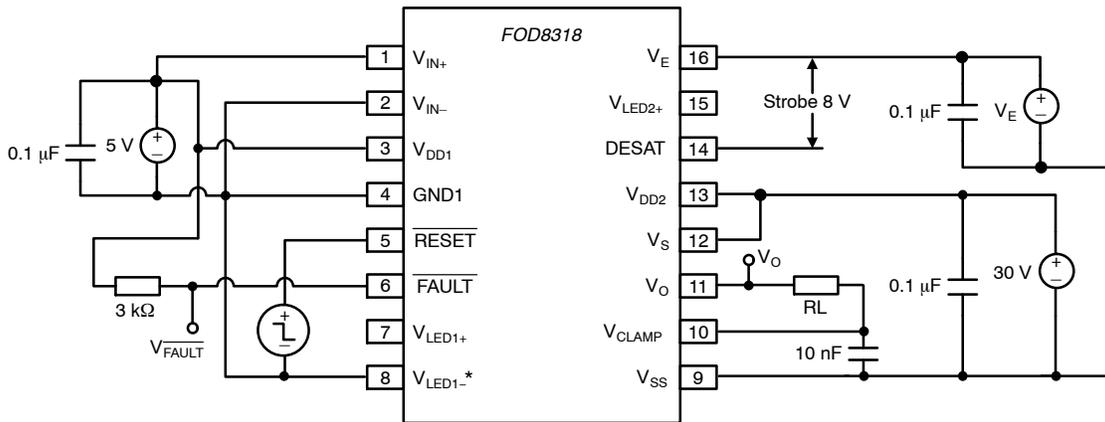 FOD8318
1 V_IN+
2 V_IN–
3 V_DD1
4 GND1
5 RESET
6 FAULT
7 V_LED1+
8 V_LED1–*
V_E 16
V_LED2+ 15
DESAT 14
V_DD2 13
V_S 12
V_O 11
V_CLAMP 10
V_SS 9
0.1 μF
+
5 V
–
3 kΩ
V_FAULT
+
–
Strobe 8 V
0.1 μF
V_E
+
–
V_O
RL
10 nF
0.1 μF
30 V
+
–